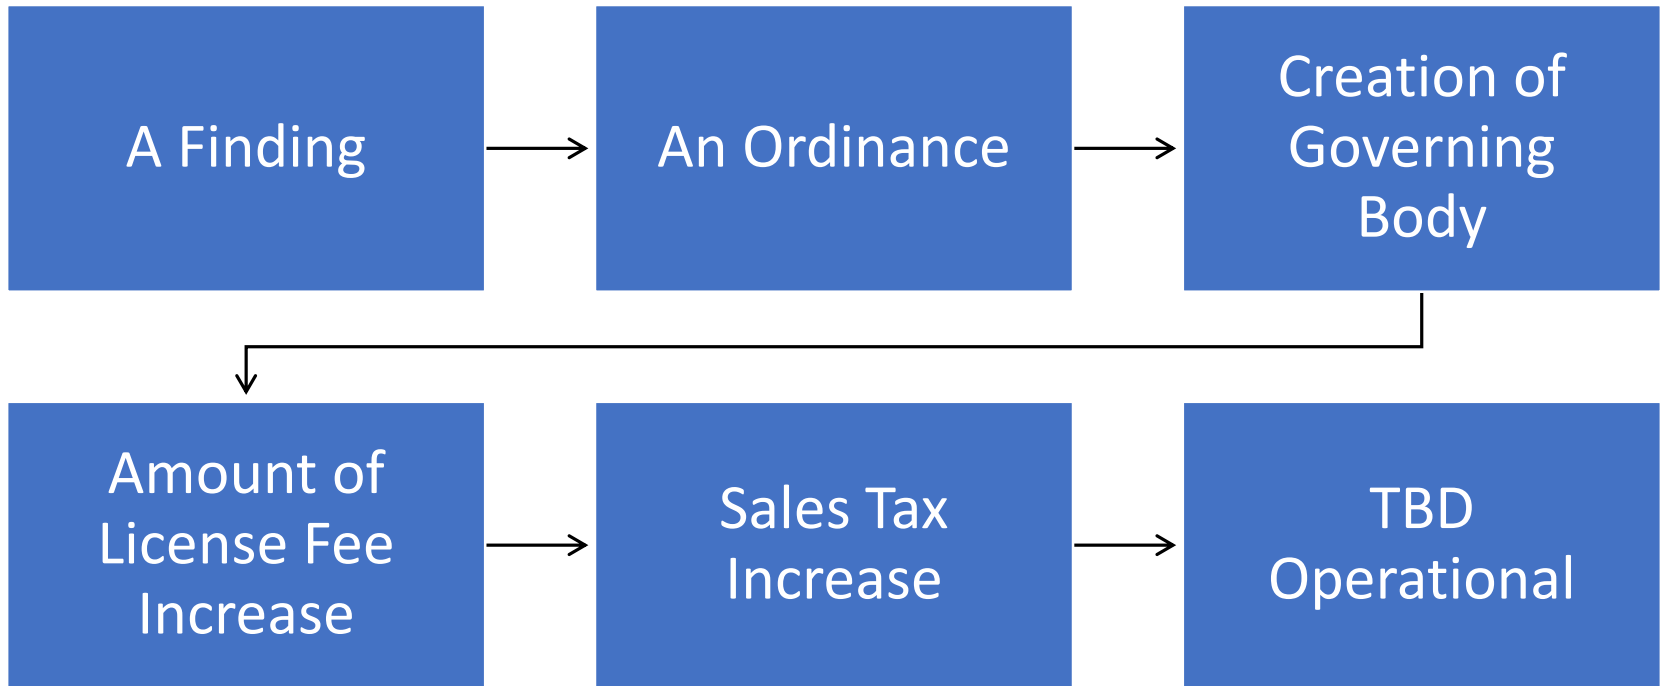 A Finding
An Ordinance
Creation of
Governing
Body
Amount of
License Fee
Increase
Sales Tax
Increase
TBD
Operational